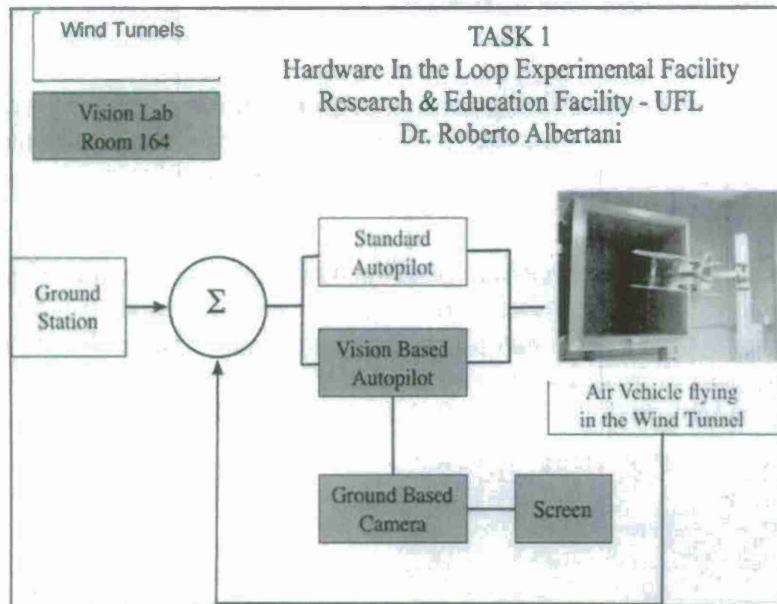 Wind Tunnels
TASK 1
Hardware In the Loop Experimental Facility
Research & Education Facility - UFL
Dr. Roberto Albertani
Vision Lab
Room 164
Standard
Autopilot
Ground
Station
Σ
Vision Based
Autopilot
Air Vehicle flying
in the Wind Tunnel
Ground Based
Camera
Screen